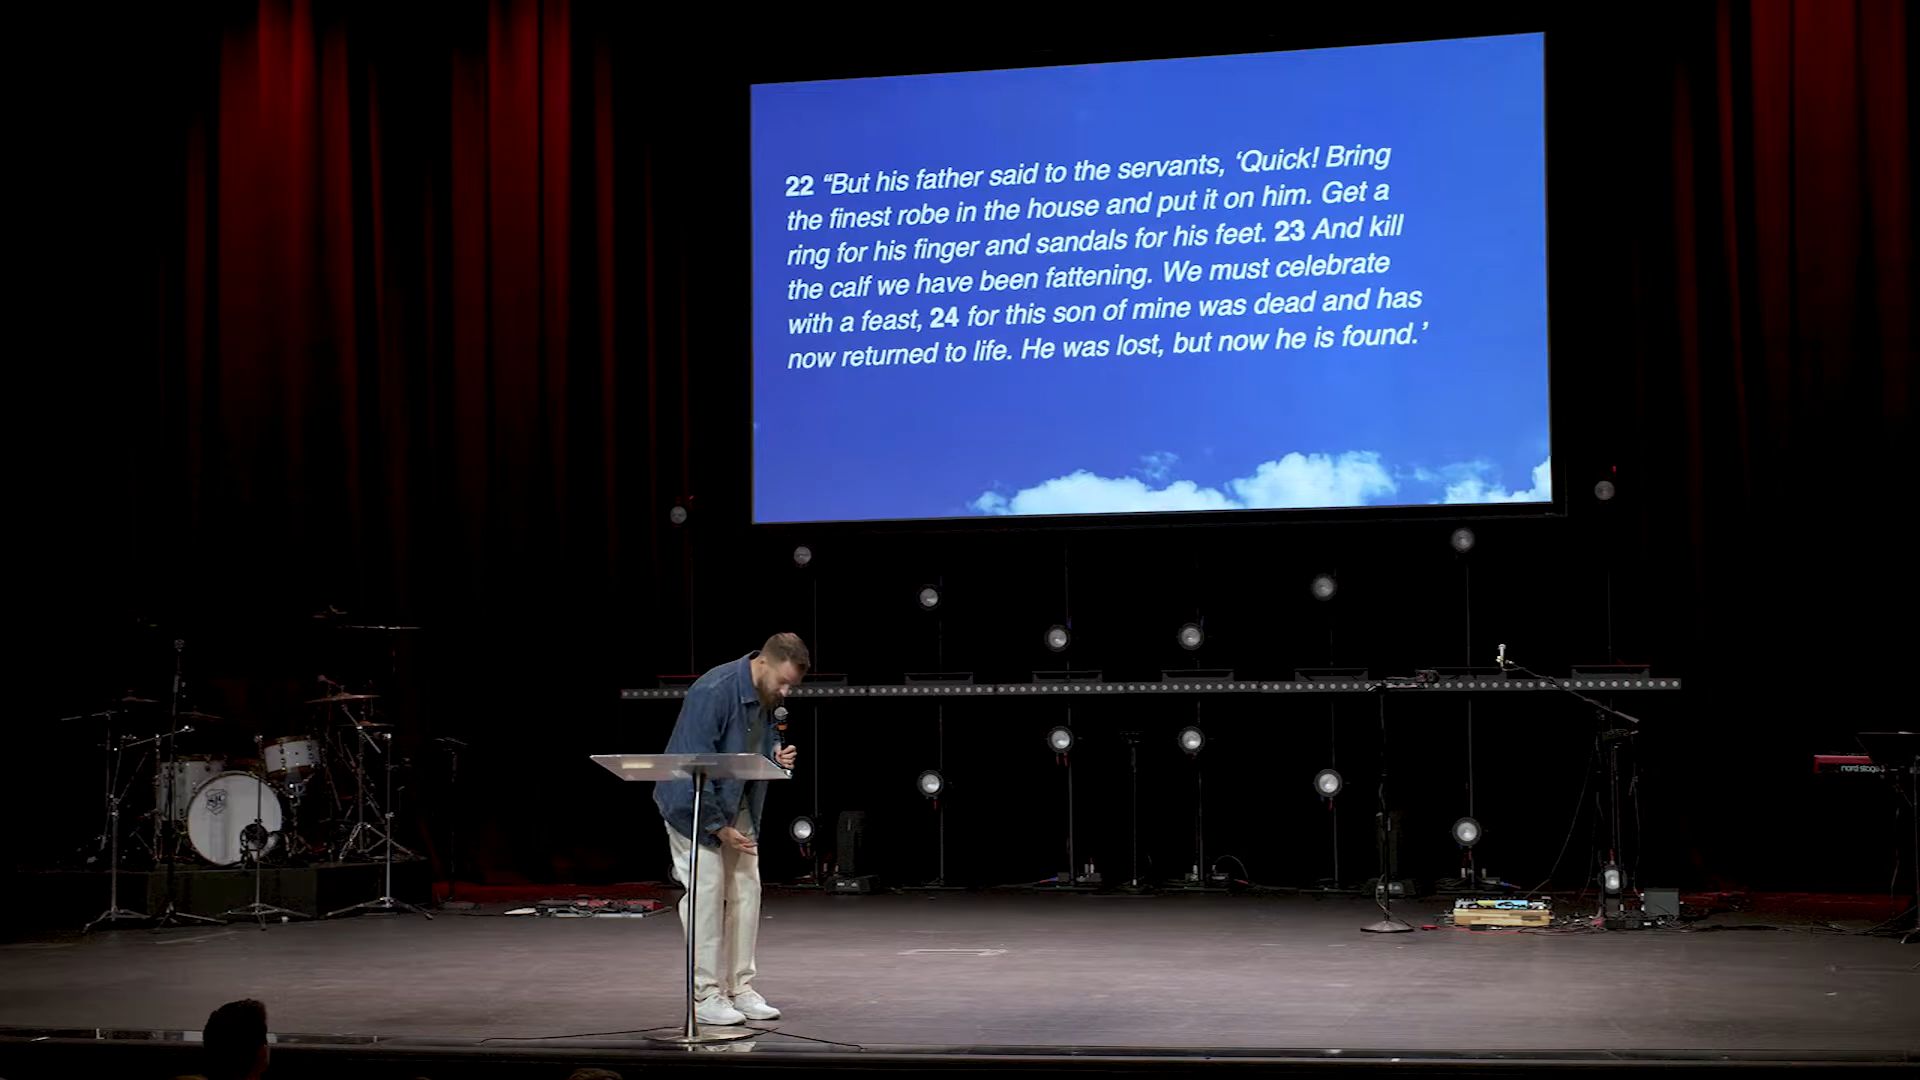 22 “But his father said to the servants, ‘Quick! Bring
the finest robe in the house and put it on him. Get a
ring for his finger and sandals for his feet. 23 And kill
the calf we have been fattening. We must celebrate
with a feast, 24 for this son of mine was dead and has
now returned to life. He was lost, but now he is found.’
nord stage 3